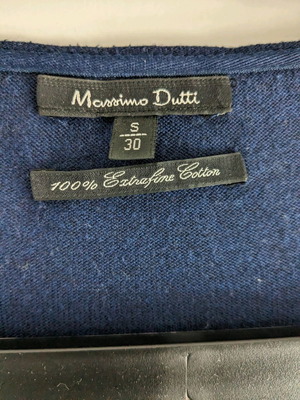 Massimo Dutti
S
30
100% Extrafine Cotton